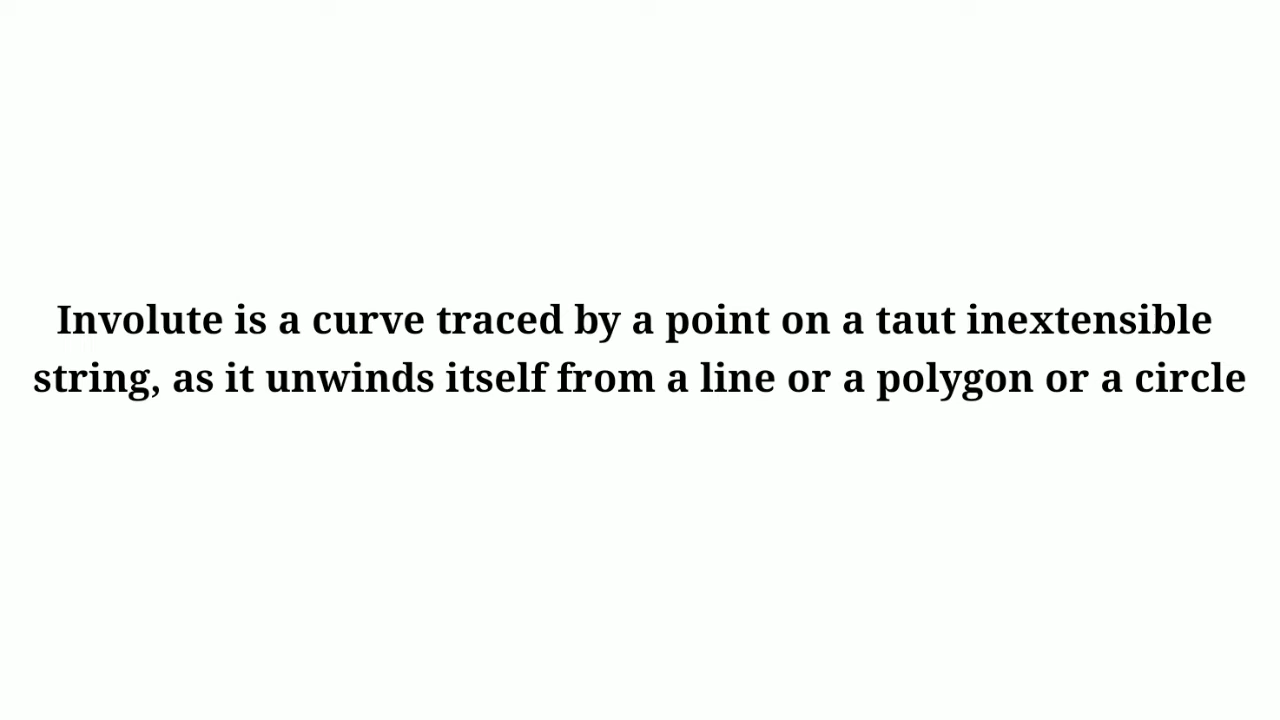 Involute is a curve traced by a point on a taut inextensible
string, as it unwinds itself from a line or a polygon or a circle